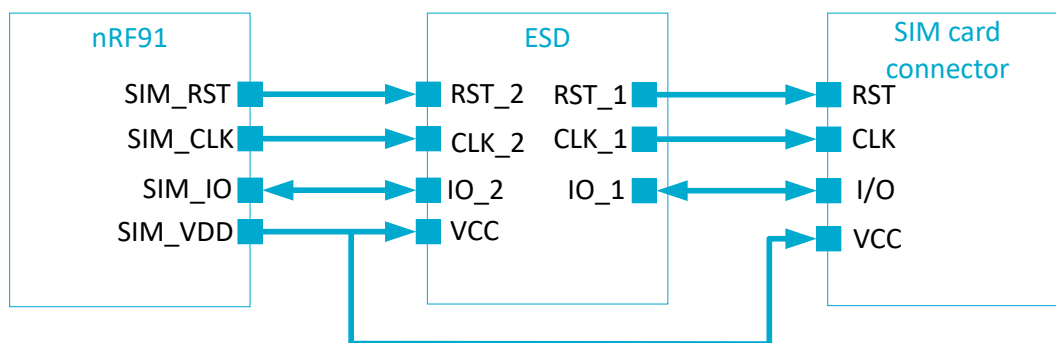 nRF91
SIM_RST
SIM_CLK
SIM_IO
SIM_VDD
ESD
RST_2
CLK_2
IO_2
VCC
RST_1
CLK_1
IO_1
SIM card
connector
RST
CLK
I/O
VCC